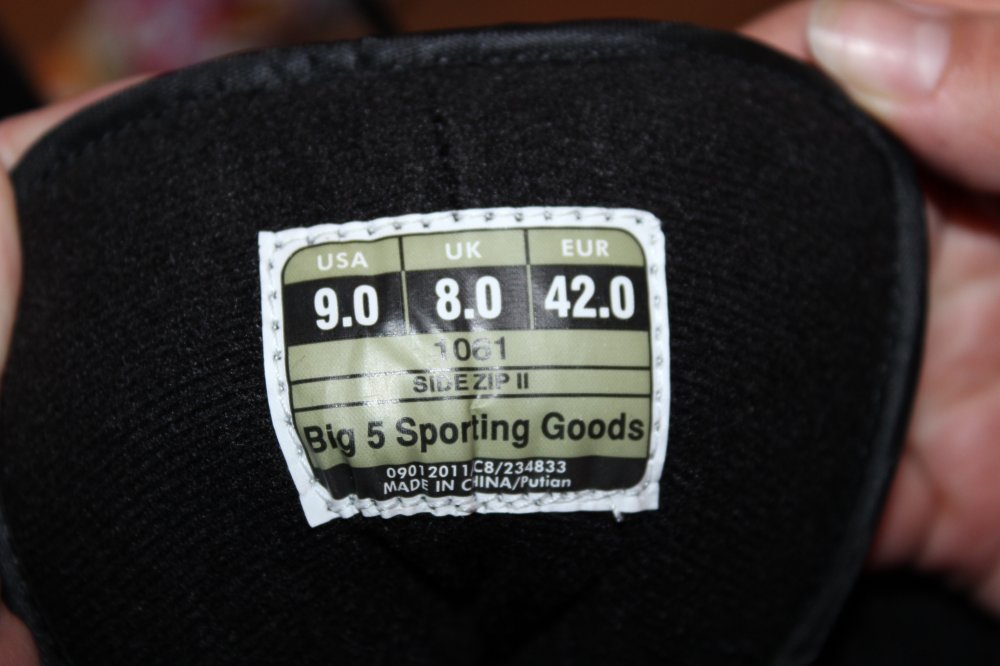 USA UK EUR
9.0 8.0 42.0
1061
SIDE ZIP II
Big 5 Sporting Goods
09012011/C8/234833
MADE IN CHINA/Putian